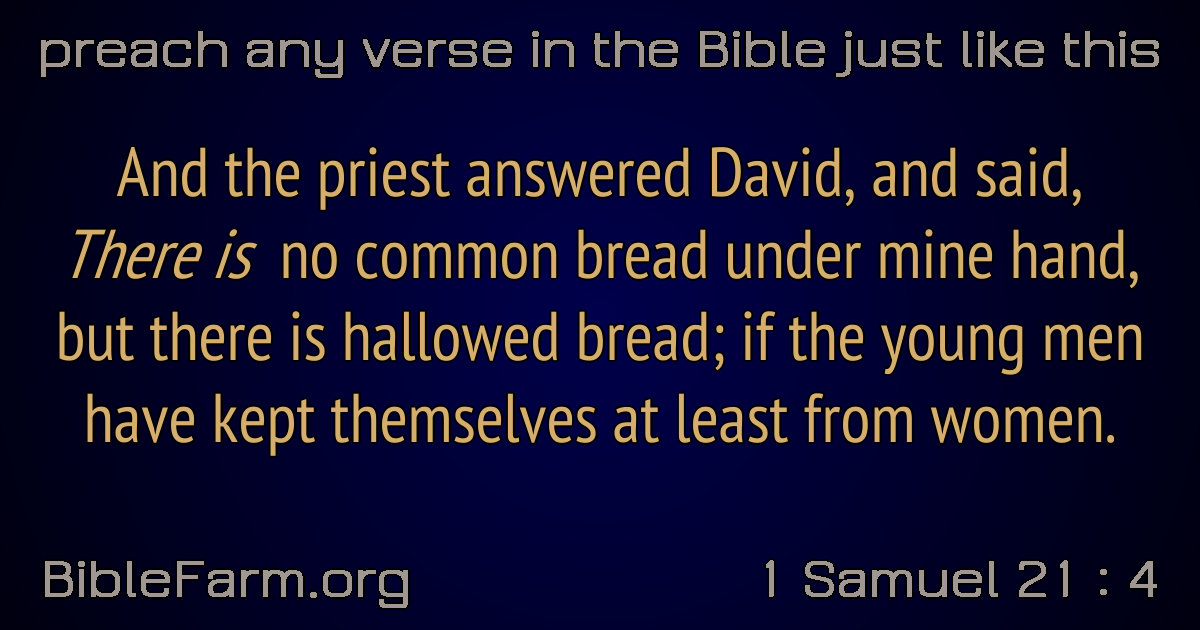 preach any verse in the Bible just like this
And the priest answered David, and said,
There is no common bread under mine hand,
but there is hallowed bread; if the young men
have kept themselves at least from women.
BibleFarm.org
1 Samuel 21 : 4